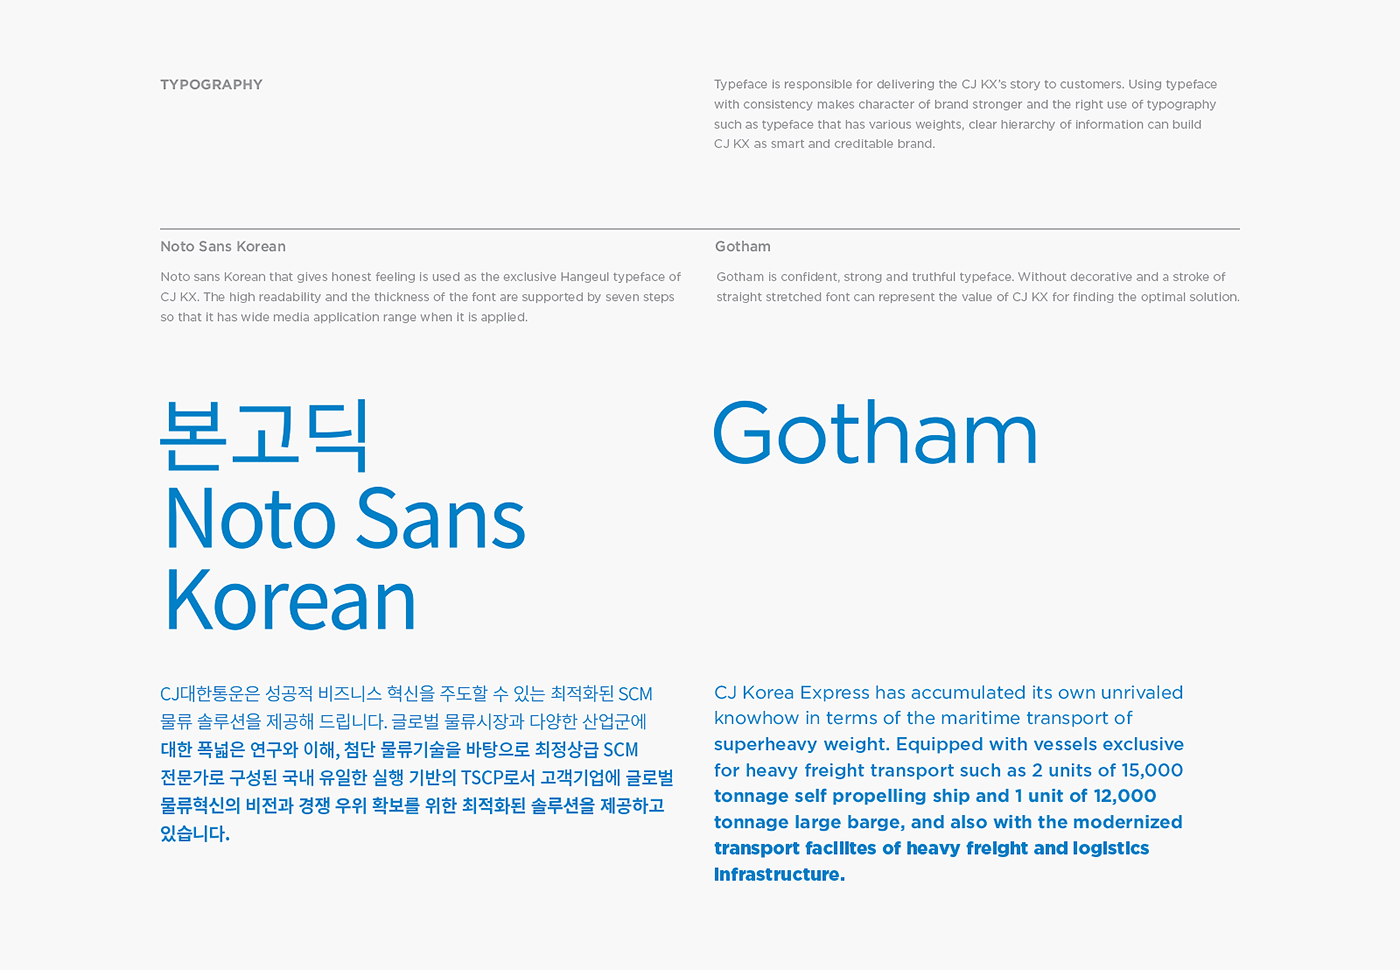 TYPOGRAPHY
Typeface is responsible for delivering the CJ KX's story to customers. Using typeface
with consistency makes character of brand stronger and the right use of typography
such as typeface that has various weights, clear hierarchy of information can build
CJ KX as smart and creditable brand.
Noto Sans Korean
Noto sans Korean that gives honest feeling is used as the exclusive Hangeul typeface of
CJ KX. The high readability and the thickness of the font are supported by seven steps
so that it has wide media application range when it is applied.
Gotham
Gotham is confident, strong and truthful typeface. Without decorative and a stroke of
straight stretched font can represent the value of CJ KX for finding the optimal solution.
본고딕
Noto Sans
Korean
CJ대한통운은 성공적 비즈니스 혁신을 주도할 수 있는 최적화된 SCM
물류 솔루션을 제공해 드립니다. 글로벌 물류시장과 다양한 산업군에
대한 폭넓은 연구와 이해, 첨단 물류기술을 바탕으로 최정상급 SCM
전문가로 구성된 국내 유일한 실행 기반의 TSCP로서 고객기업에 글로벌
물류혁신의 비전과 경쟁 우위 확보를 위한 최적화된 솔루션을 제공하고
있습니다.
Gotham
CJ Korea Express has accumulated its own unrivaled
knowhow in terms of the maritime transport of
superheavy weight. Equipped with vessels exclusive
for heavy freight transport such as 2 units of 15,000
tonnage self propelling ship and 1 unit of 12,000
tonnage large barge, and also with the modernized
transport facilites of heavy freight and logistics
infrastructure.